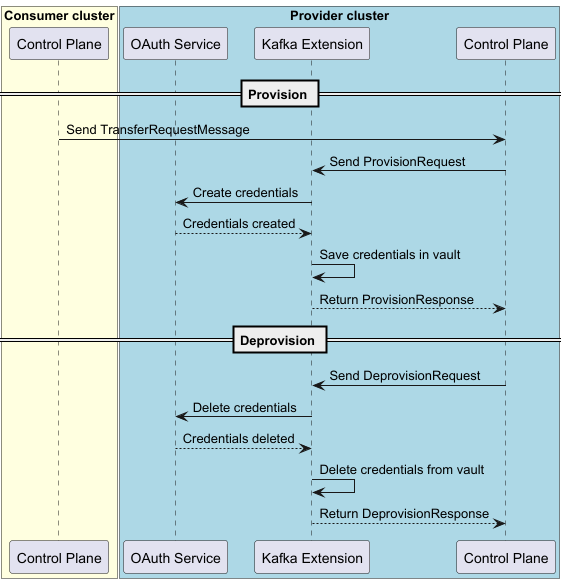 Consumer cluster
Provider cluster
Control Plane
OAuth Service
Kafka Extension
Control Plane
Provision
Send TransferRequestMessage
Send ProvisionRequest
Create credentials
Credentials created
Save credentials in vault
Return ProvisionResponse
Deprovision
Send DeprovisionRequest
Delete credentials
Credentials deleted
Delete credentials from vault
Return DeprovisionResponse
Control Plane
OAuth Service
Kafka Extension
Control Plane